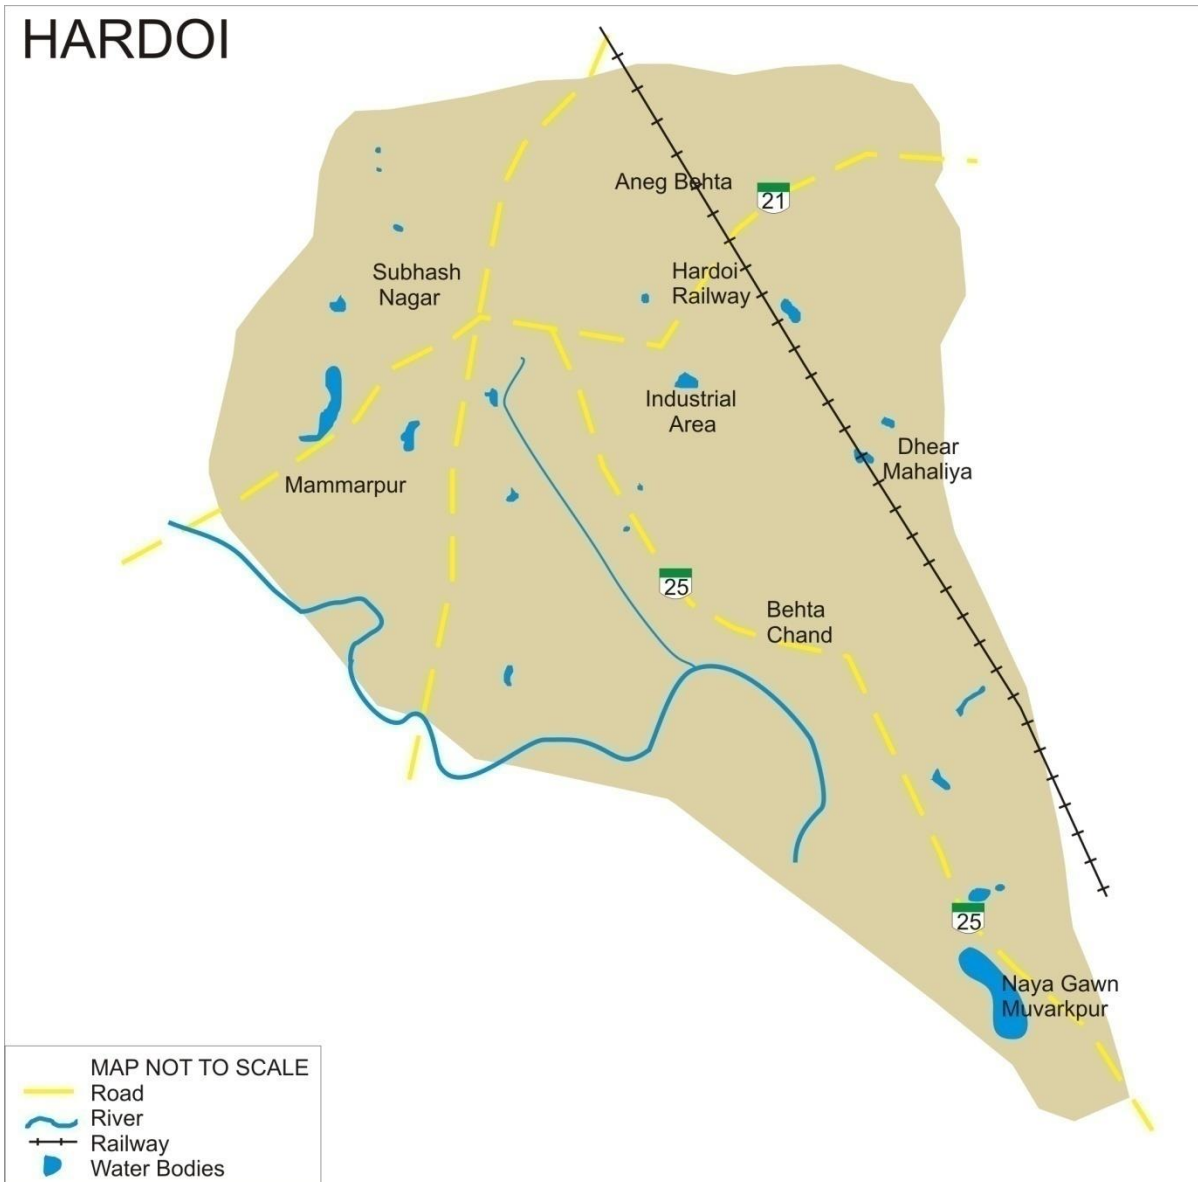 HARDOI
Aneg Behta
21
Subhash
Nagar
Hardoi
Railway
Industrial
Area
Dhear
Mahaliya
Mammarpur
25
Behta
Chand
25
Naya Gawn
Muvarkpur
MAP NOT TO SCALE
Road
River
Railway
Water Bodies